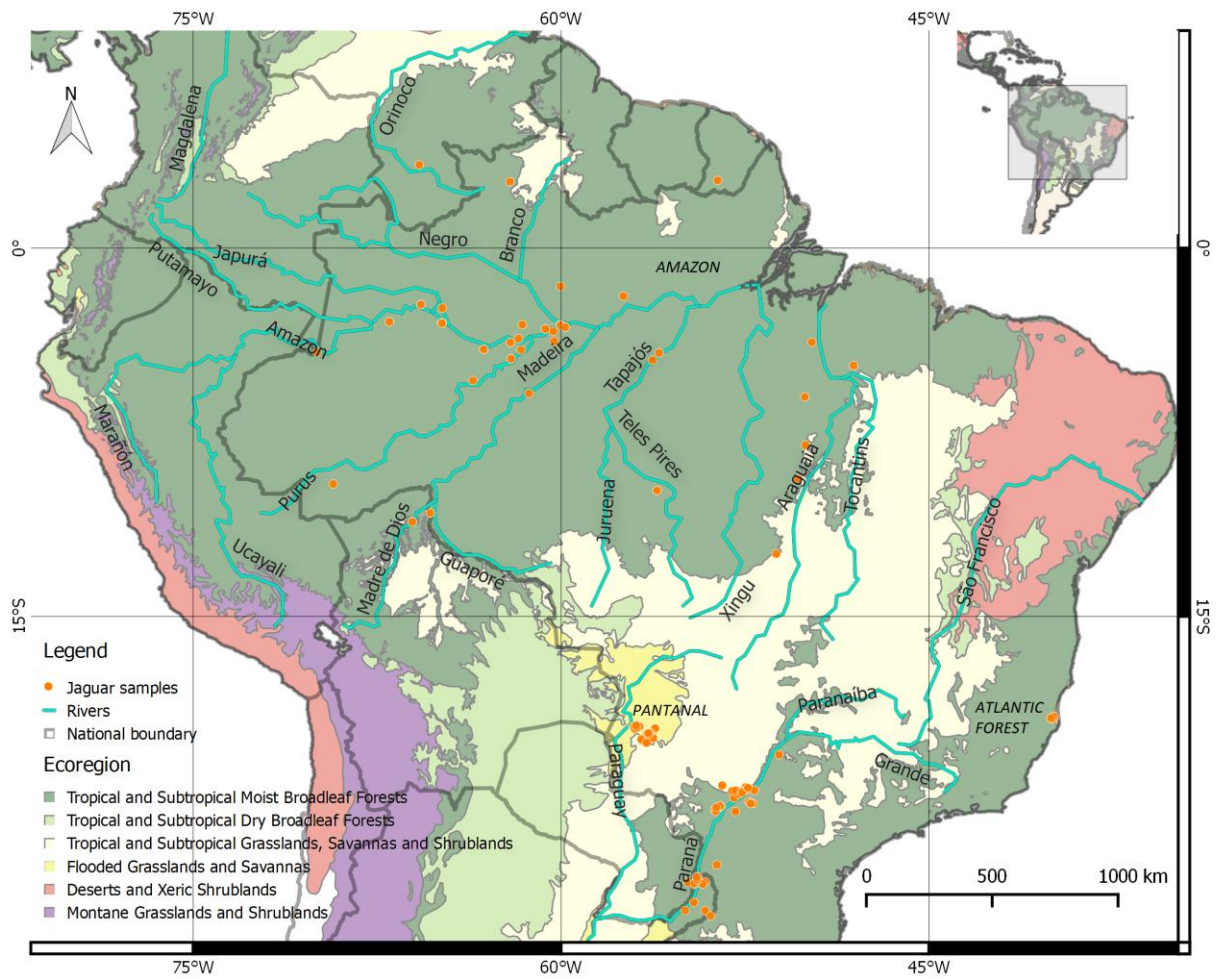 75°W
60°W
45°W
N
Magdalena
Orinoco
Branco
Negro
0°
0°
Japurá
Putamayo
AMAZON
Amazon
Madeira
Tapajós
Marañón
Teles Pires
Purus
Araguaia
Tocantins
Juruena
Madre de Dios
São Francisco
Ucayali
Guaporé
Xingu
15°S
15°S
Legend
Jaguar samples
Rivers
National boundary
Ecoregion
Tropical and Subtropical Moist Broadleaf Forests
Tropical and Subtropical Dry Broadleaf Forests
Tropical and Subtropical Grasslands, Savannas and Shrublands
Flooded Grasslands and Savannas
Deserts and Xeric Shrublands
Montane Grasslands and Shrublands
PANTANAL
Paranaíba
ATLANTIC
FOREST
Paraguay
Grande
Paraná
0
500
1000 km
75°W
60°W
45°W